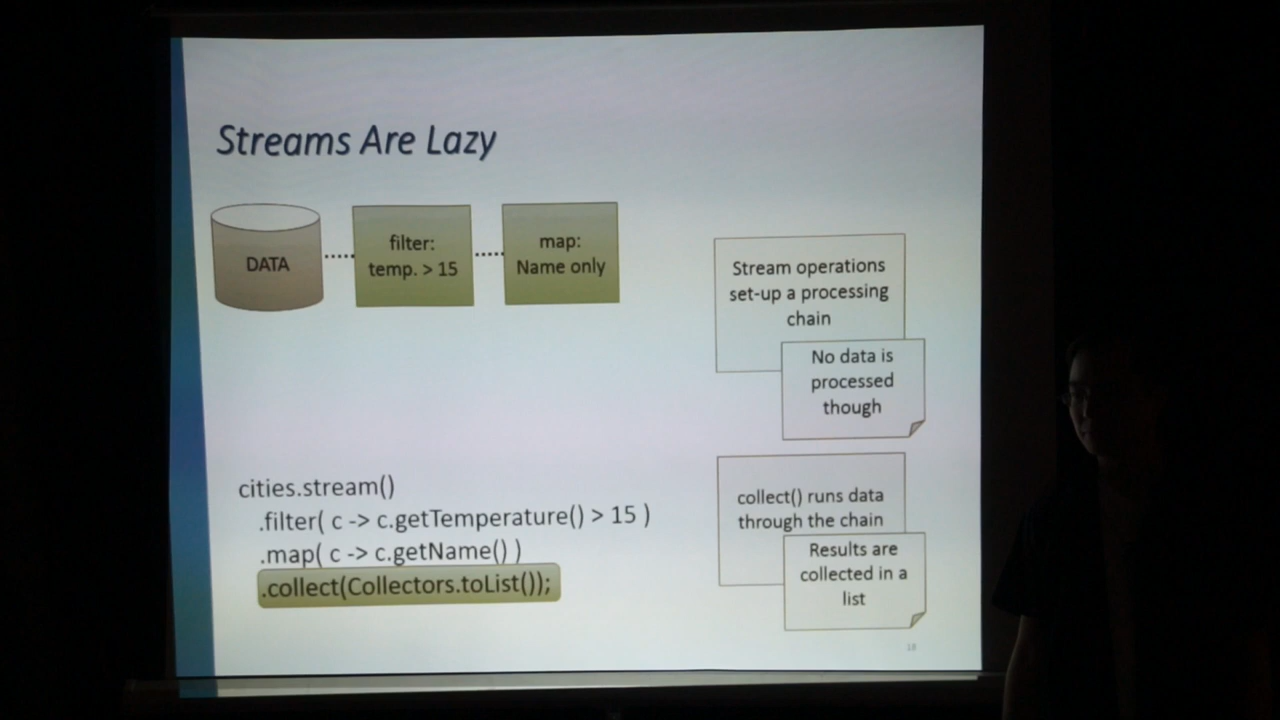 Streams Are Lazy
DATA
filter:
temp. > 15
map:
Name only
Stream operations
set-up a processing
chain
No data is
processed
though
cities.stream()
.filter( c -> c.getTemperature() > 15 )
.map( c -> c.getName() )
.collect(Collectors.toList());
collect() runs data
through the chain
Results are
collected in a
list
18